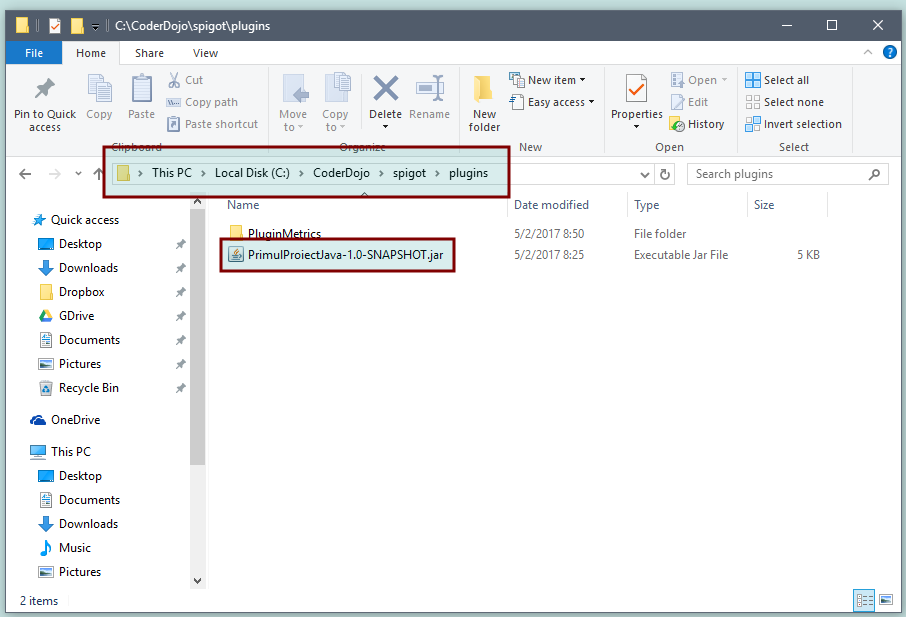 C:\CoderDojo\spigot\plugins
File Home Share View
Pin to Quick access
Copy
Paste
Cut
Copy path
Paste shortcut
Clipboard
Move to
Copy to
Delete
Rename
Organize
New folder
New item
Easy access
New
Properties
Open
Edit
History
Open
Select all
Select none
Invert selection
Select
This PC > Local Disk (C:) > CoderDojo > spigot > plugins
Search plugins
Name Date modified Type Size
PluginMetrics 5/2/2017 8:50 File folder
PrimulProiectJava-1.0-SNAPSHOT.jar 5/2/2017 8:25 Executable Jar File 5 KB
Quick access
Desktop
Downloads
Dropbox
GDrive
Documents
Pictures
Recycle Bin
OneDrive
This PC
Desktop
Documents
Downloads
Music
Pictures
2 items